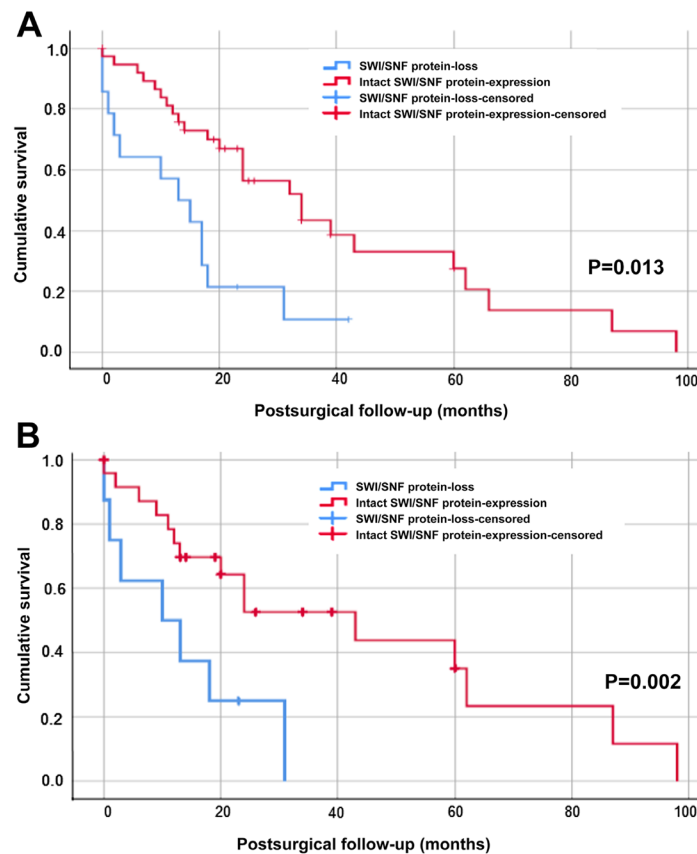 A
1.0
0.8
0.6
0.4
0.2
0.0
Cumulative survival
SWI/SNF protein-loss
Intact SWI/SNF protein-expression
SWI/SNF protein-loss-censored
Intact SWI/SNF protein-expression-censored
P=0.013
0 20 40 60 80 100
Postsurgical follow-up (months)
B
1.0
0.8
0.6
0.4
0.2
0.0
Cumulative survival
SWI/SNF protein-loss
Intact SWI/SNF protein-expression
SWI/SNF protein-loss-censored
Intact SWI/SNF protein-expression-censored
P=0.002
0 20 40 60 80 100
Postsurgical follow-up (months)